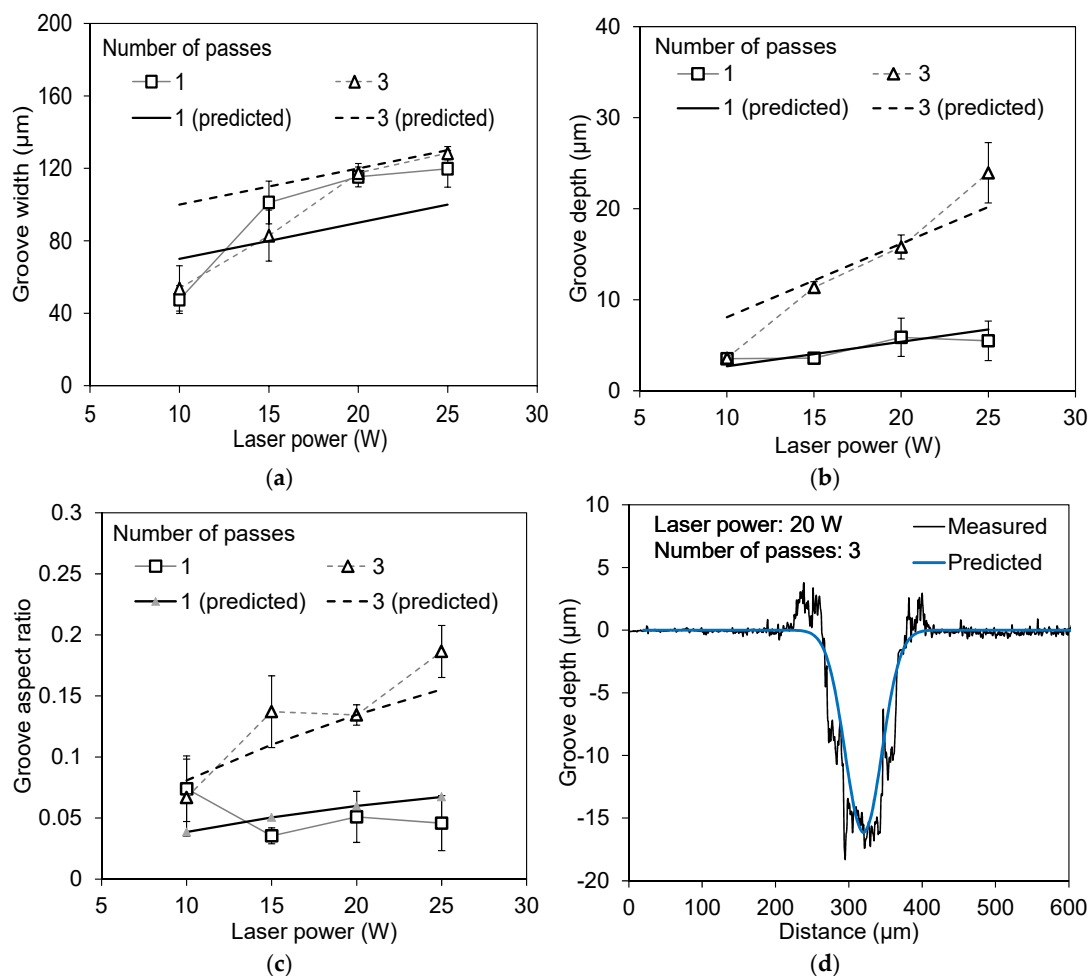 200
160
120
80
40
0
Groove width (µm)
Number of passes
1
3
1 (predicted)
3 (predicted)
5
10
15
20
25
30
Laser power (W)
(a)
40
30
20
10
0
Groove depth (µm)
Number of passes
1
3
1 (predicted)
3 (predicted)
5
10
15
20
25
30
Laser power (W)
(b)
0.3
0.25
0.2
0.15
0.1
0.05
0
Groove aspect ratio
Number of passes
1
3
1 (predicted)
3 (predicted)
5
10
15
20
25
30
Laser power (W)
(c)
10
5
0
-5
-10
-15
-20
Groove depth (µm)
Laser power: 20 W
Number of passes: 3
Measured
Predicted
0
100
200
300
400
500
600
Distance (µm)
(d)